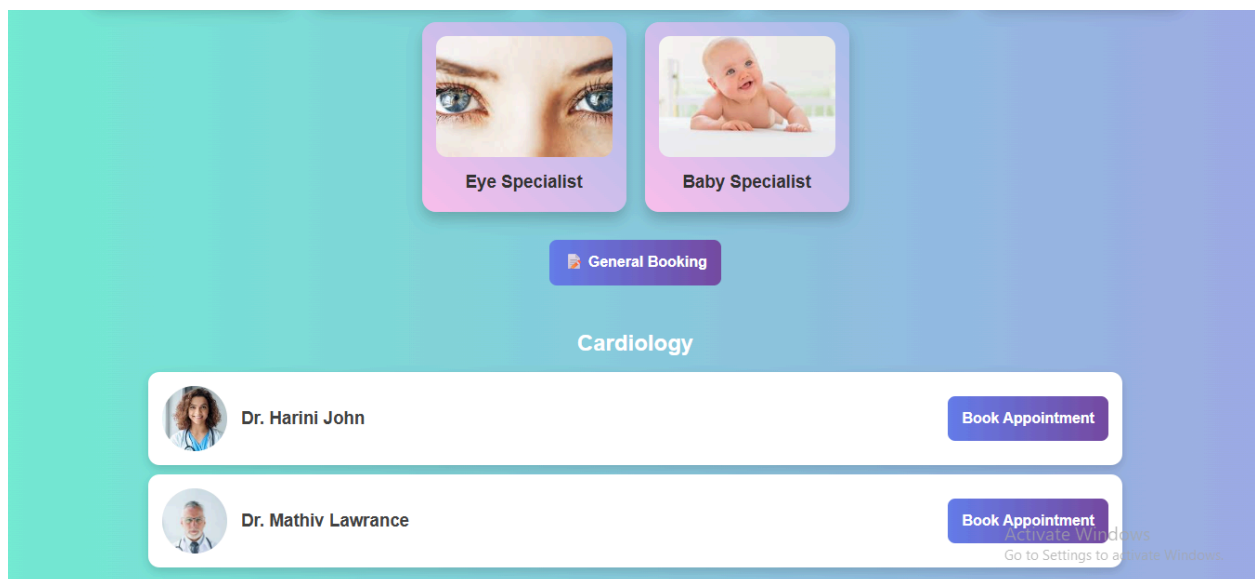 Eye Specialist
Baby Specialist
General Booking
Cardiology
Dr. Harini John
Book Appointment
Dr. Mathiv Lawrance
Book Appointment
Activate Windows
Go to Settings to activate Windows.